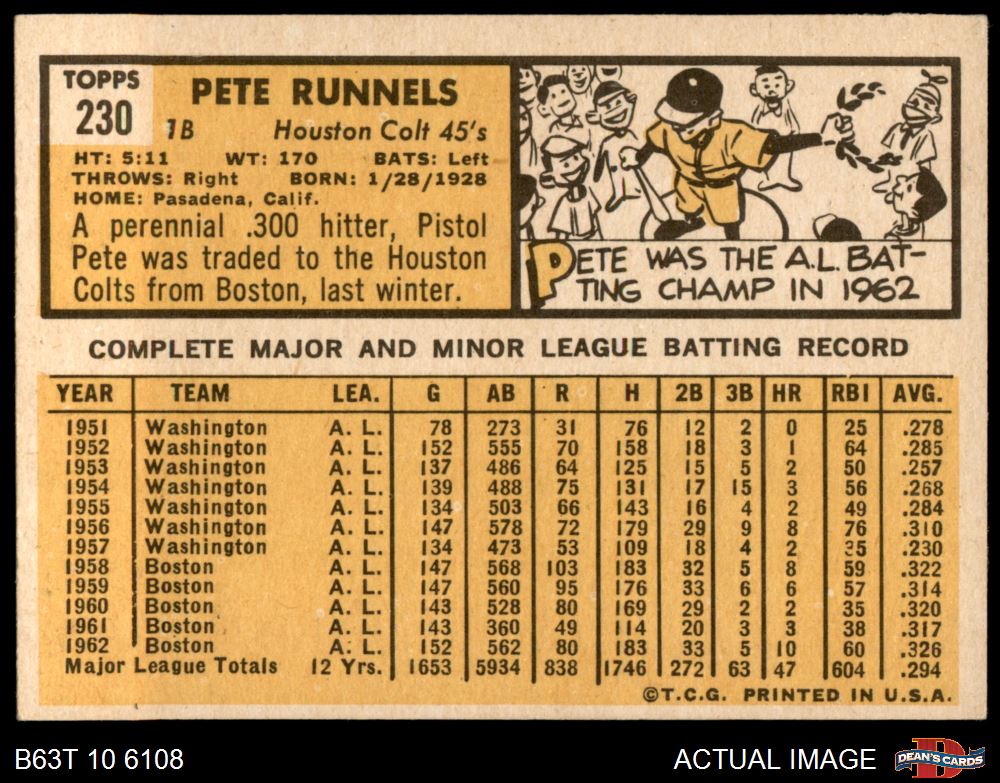 TOPPS
230
PETE RUNNELS
1B Houston Colt 45's
HT: 5:11 WT: 170 BATS: Left
THROWS: Right BORN: 1/28/1928
HOME: Pasadena, Calif.
A perennial .300 hitter, Pistol
Pete was traded to the Houston
Colts from Boston, last winter.
PETE WAS THE A.L. BAT-
TING CHAMP IN 1962
COMPLETE MAJOR AND MINOR LEAGUE BATTING RECORD
YEAR TEAM LEA. G AB R H 2B 3B HR RBI AVG.
1951 Washington A. L. 78 273 31 76 12 2 0 25 .278
1952 Washington A. L. 152 555 70 158 18 3 1 64 .285
1953 Washington A. L. 137 486 64 125 15 5 2 50 .257
1954 Washington A. L. 139 488 75 131 17 15 3 56 .268
1955 Washington A. L. 134 503 66 143 16 4 2 49 .284
1956 Washington A. L. 147 578 72 179 29 9 8 76 .310
1957 Washington A. L. 134 473 53 109 18 4 2 35 .230
1958 Boston A. L. 147 568 103 183 32 5 8 59 .322
1959 Boston A. L. 147 560 95 176 33 6 6 57 .314
1960 Boston A. L. 143 528 80 169 29 2 2 35 .320
1961 Boston A. L. 143 360 49 114 20 3 3 38 .317
1962 Boston A. L. 152 562 80 183 33 5 10 60 .326
Major League Totals 12 Yrs. 1653 5934 838 1746 272 63 47 604 .294
©T.C.G. PRINTED IN U.S.A.
B63T 10 6108 ACTUAL IMAGE DEAN'S CARDS